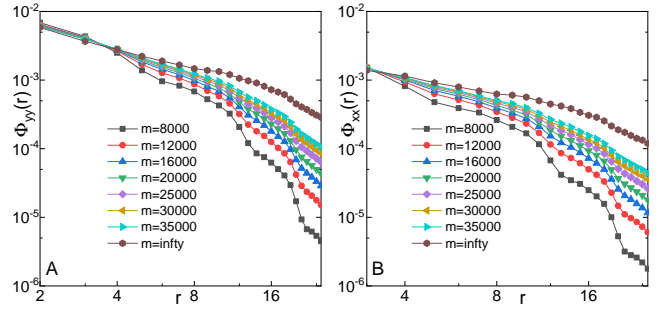 10⁻²
10⁻³
10⁻⁴
10⁻⁵
10⁻⁶
Φyy(r)
m=8000
m=12000
m=16000
m=20000
m=25000
m=30000
m=35000
m=infty
A
2
4
8
16
r
10⁻²
10⁻³
10⁻⁴
10⁻⁵
10⁻⁶
Φxx(r)
m=8000
m=12000
m=16000
m=20000
m=25000
m=30000
m=35000
m=infty
B
4
8
16
r